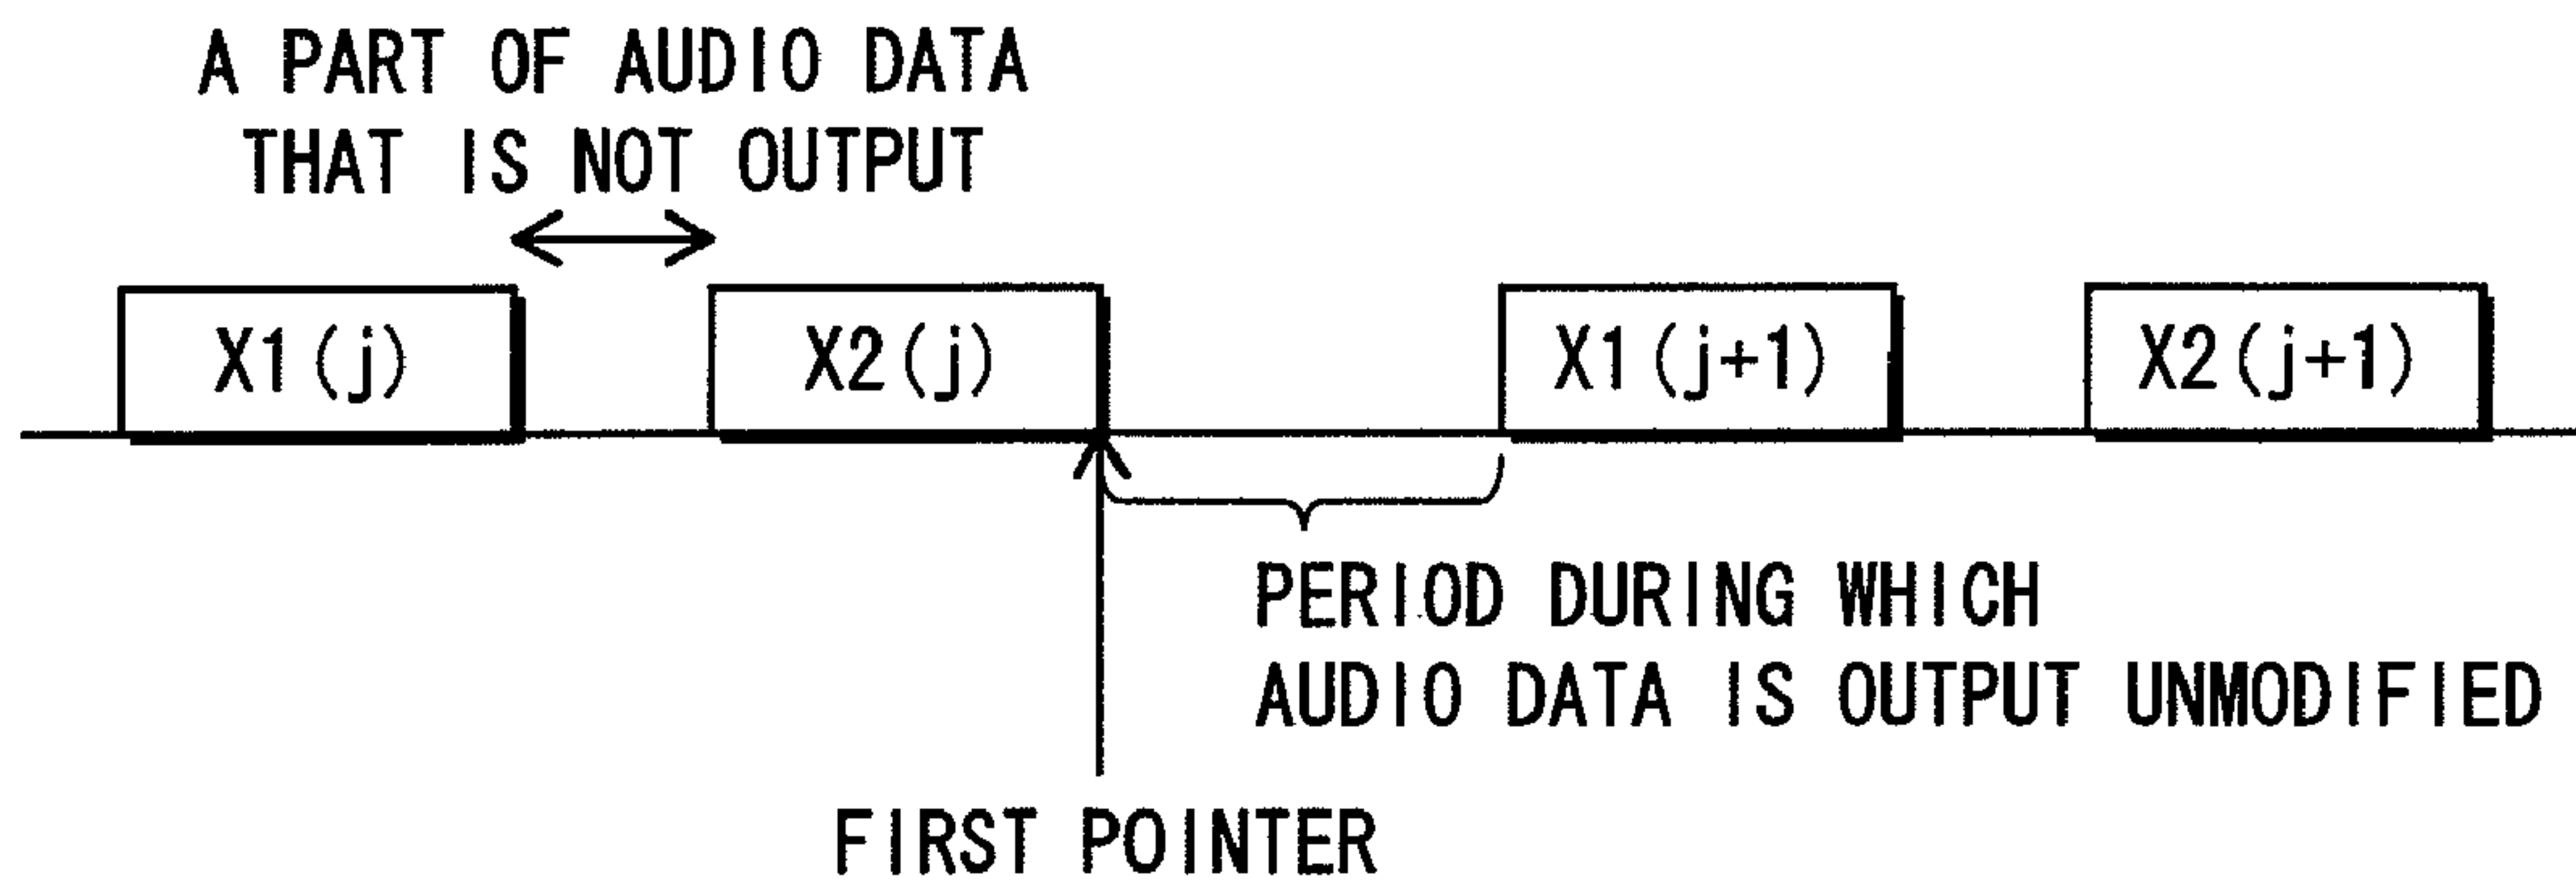 A PART OF AUDIO DATA
THAT IS NOT OUTPUT
X1(j)
X2(j)
X1(j+1)
X2(j+1)
PERIOD DURING WHICH
AUDIO DATA IS OUTPUT UNMODIFIED
FIRST POINTER